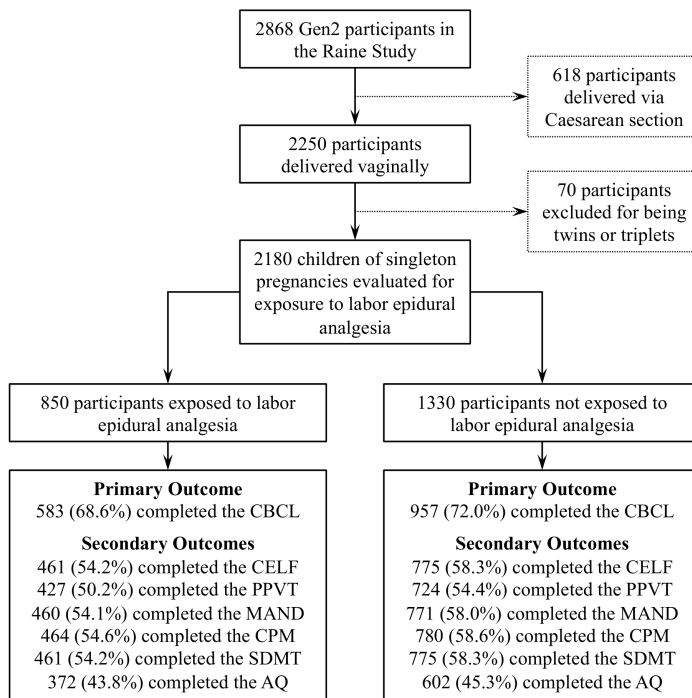 2868 Gen2 participants in
the Raine Study
618 participants
delivered via
Caesarean section
2250 participants
delivered vaginally
70 participants
excluded for being
twins or triplets
2180 children of singleton
pregnancies evaluated for
exposure to labor epidural
analgesia
850 participants exposed to labor
epidural analgesia
1330 participants not exposed to
labor epidural analgesia
Primary Outcome
583 (68.6%) completed the CBCL
Secondary Outcomes
461 (54.2%) completed the CELF
427 (50.2%) completed the PPVT
460 (54.1%) completed the MAND
464 (54.6%) completed the CPM
461 (54.2%) completed the SDMT
372 (43.8%) completed the AQ
Primary Outcome
957 (72.0%) completed the CBCL
Secondary Outcomes
775 (58.3%) completed the CELF
724 (54.4%) completed the PPVT
771 (58.0%) completed the MAND
780 (58.6%) completed the CPM
775 (58.3%) completed the SDMT
602 (45.3%) completed the AQ